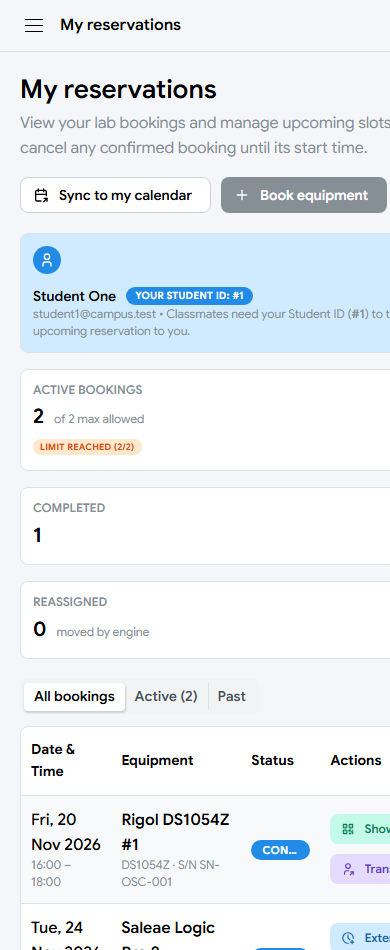 My reservations
My reservations
View your lab bookings and manage upcoming slots
cancel any confirmed booking until its start time.
Sync to my calendar
Book equipment
Student One YOUR STUDENT ID: #1
student1@campus.test • Classmates need your Student ID (#1) to t
upcoming reservation to you.
ACTIVE BOOKINGS
2 of 2 max allowed
LIMIT REACHED (2/2)
COMPLETED
1
REASSIGNED
0 moved by engine
All bookings Active (2) Past
Date & Time Equipment Status Actions
Fri, 20 Nov 2026
16:00 – 18:00
Rigol DS1054Z #1
DS1054Z · S/N SN-OSC-001
CON...
Show
Tran
Tue, 24 Nov 2026
Saleae Logic Pro 8
Exte